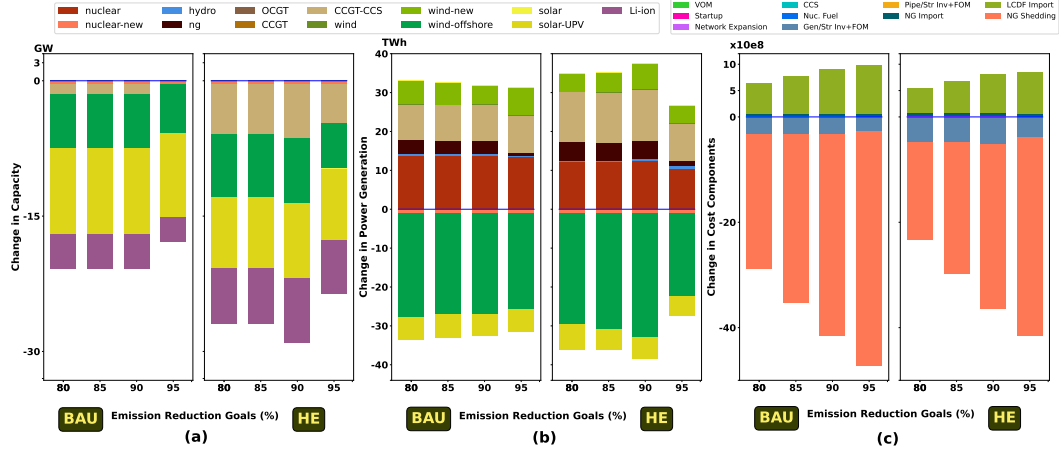 nuclear hydro OCGT CCGT-CCS wind-new solar Li-ion
nuclear-new ng CCGT wind wind-offshore solar-UPV
VOM CCS Pipe/Str Inv+FOM LCDF Import
Startup Nuc. Fuel NG Import NG Shedding
Network Expansion Gen/Str Inv+FOM
GW
3
0
-15
-30
Change in Capacity
80 85 90 95
80 85 90 95
BAU Emission Reduction Goals (%) HE
(a)
TWh
40
30
20
10
0
-10
-20
-30
-40
Change in Power Generation
80 85 90 95
80 85 90 95
BAU Emission Reduction Goals (%) HE
(b)
x10e8
10
5
0
-20
-40
Change in Cost Components
80 85 90 95
80 85 90 95
BAU Emission Reduction Goals (%) HE
(c)